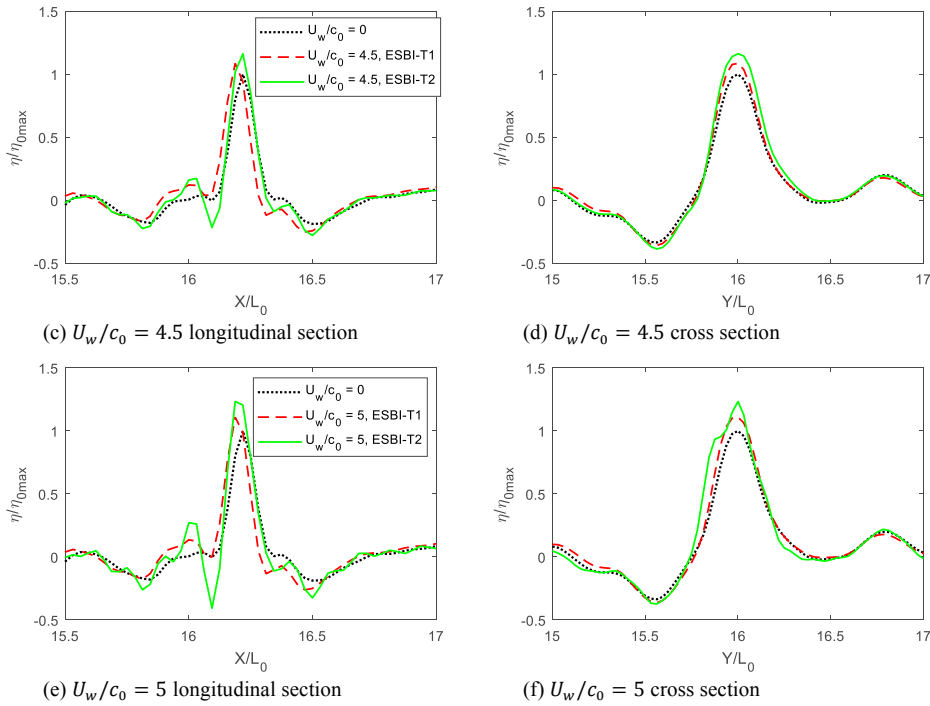 1.5
1
0.5
0
-0.5
η/η0max
15.5 16 16.5 17
X/L0
Uw/c0 = 0
Uw/c0 = 4.5, ESBI-T1
Uw/c0 = 4.5, ESBI-T2
(c) Uw/c0 = 4.5 longitudinal section
1.5
1
0.5
0
-0.5
η/η0max
15 15.5 16 16.5 17
Y/L0
(d) Uw/c0 = 4.5 cross section
1.5
1
0.5
0
-0.5
η/η0max
15.5 16 16.5 17
X/L0
Uw/c0 = 0
Uw/c0 = 5, ESBI-T1
Uw/c0 = 5, ESBI-T2
(e) Uw/c0 = 5 longitudinal section
1.5
1
0.5
0
-0.5
η/η0max
15 15.5 16 16.5 17
Y/L0
(f) Uw/c0 = 5 cross section